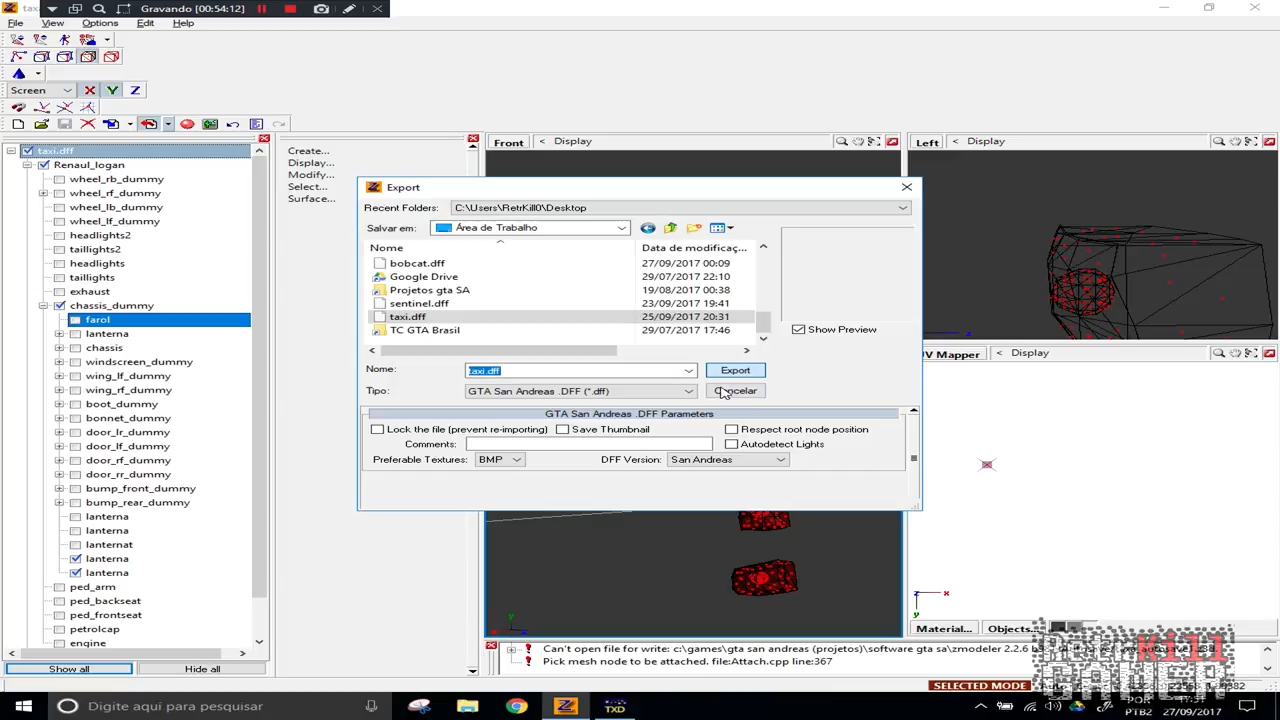 Gravando (00:54:12)
File View Options Edit Help
Screen X Y Z
taxi.dff
Renaul_logan
wheel_rb_dummy
wheel_rf_dummy
wheel_lb_dummy
wheel_lf_dummy
headlights2
taillights2
headlights
taillights
exhaust
chassis_dummy
farol
lanterna
chassis
windscreen_dummy
wing_lf_dummy
wing_rf_dummy
boot_dummy
bonnet_dummy
door_lr_dummy
door_lf_dummy
door_rf_dummy
door_rr_dummy
bump_front_dummy
bump_rear_dummy
lanterna
lanterna
lanternat
lanterna
lanterna
ped_arm
ped_backseat
ped_frontseat
petrolcap
engine
Show all Hide all
Create...
Display...
Modify...
Select...
Surface...
Front < Display
Left < Display
Export
Recent Folders: C:\Users\RetrKill0\Desktop
Salvar em: Área de Trabalho
Nome Data de modificaç...
bobcat.dff 27/09/2017 00:09
Google Drive 29/07/2017 22:10
Projetos gta SA 19/08/2017 00:38
sentinel.dff 23/09/2017 19:41
taxi.dff 25/09/2017 20:31
TC GTA Brasil 29/07/2017 17:46
Show Preview
Nome: taxi.dff Export
Tipo: GTA San Andreas .DFF (*.dff) Cancelar
GTA San Andreas .DFF Parameters
Lock the file (prevent re-importing) Save Thumbnail Respect root node position
Comments: Autodetect Lights
Preferable Textures: BMP DFF Version: San Andreas
UV Mapper < Display
Material... Objects...
Can't open file for write: c:\games\gta san andreas (projetos)\software gta sa\zmodeler 2.2.6
Pick mesh node to be attached. file:Attach.cpp line:367
SELECTED MODE
Digite aqui para pesquisar
TXD
POR
PTB2 27/09/2017